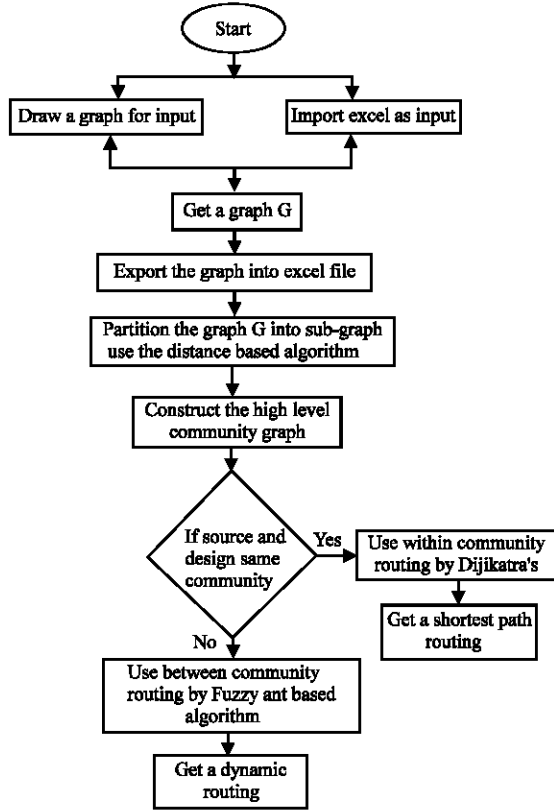 Start
Draw a graph for input
Import excel as input
Get a graph G
Export the graph into excel file
Partition the graph G into sub-graph
use the distance based algorithm
Construct the high level
community graph
If source and
design same
community
Yes
Use within community
routing by Dijikatra's
Get a shortest path
routing
No
Use between community
routing by Fuzzy ant based
algorithm
Get a dynamic
routing